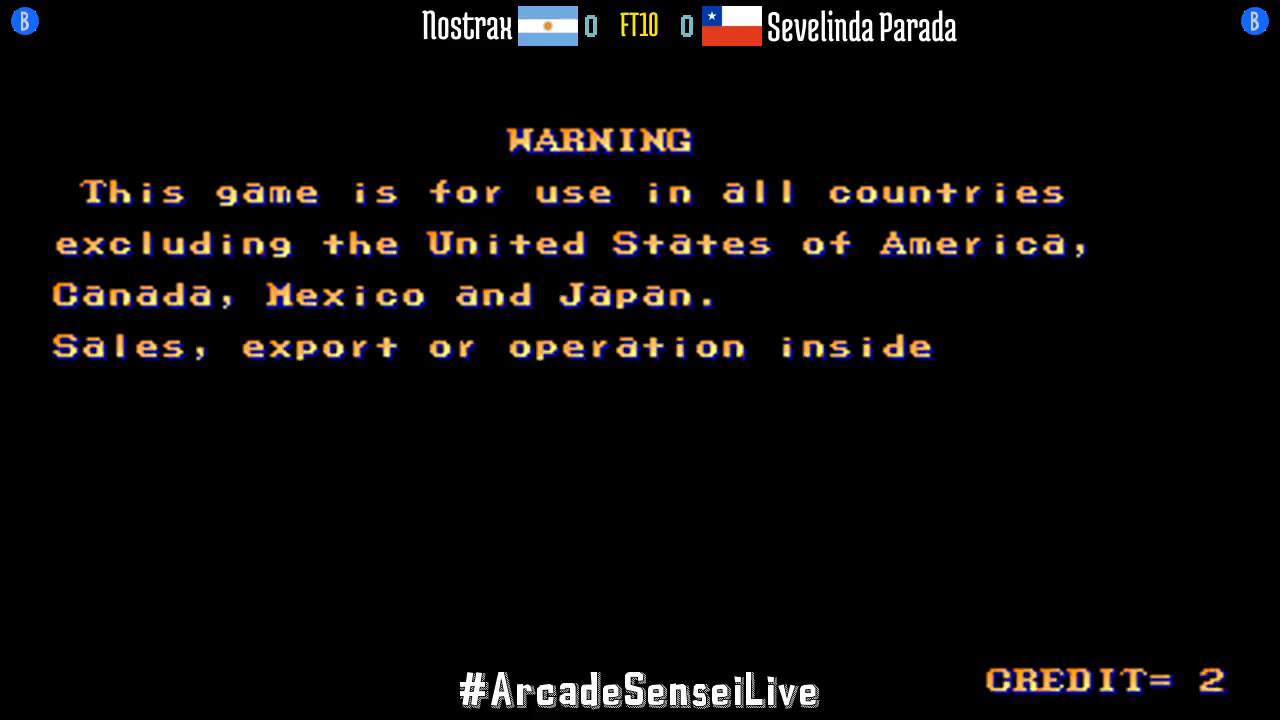 B Nostrax 0 FT10 0 Sevelinda Parada B
WARNING
This game is for use in all countries
excluding the United States of America,
Canada, Mexico and Japan.
Sales, export or operation inside
CREDIT= 2
#ArcadeSenseiLive